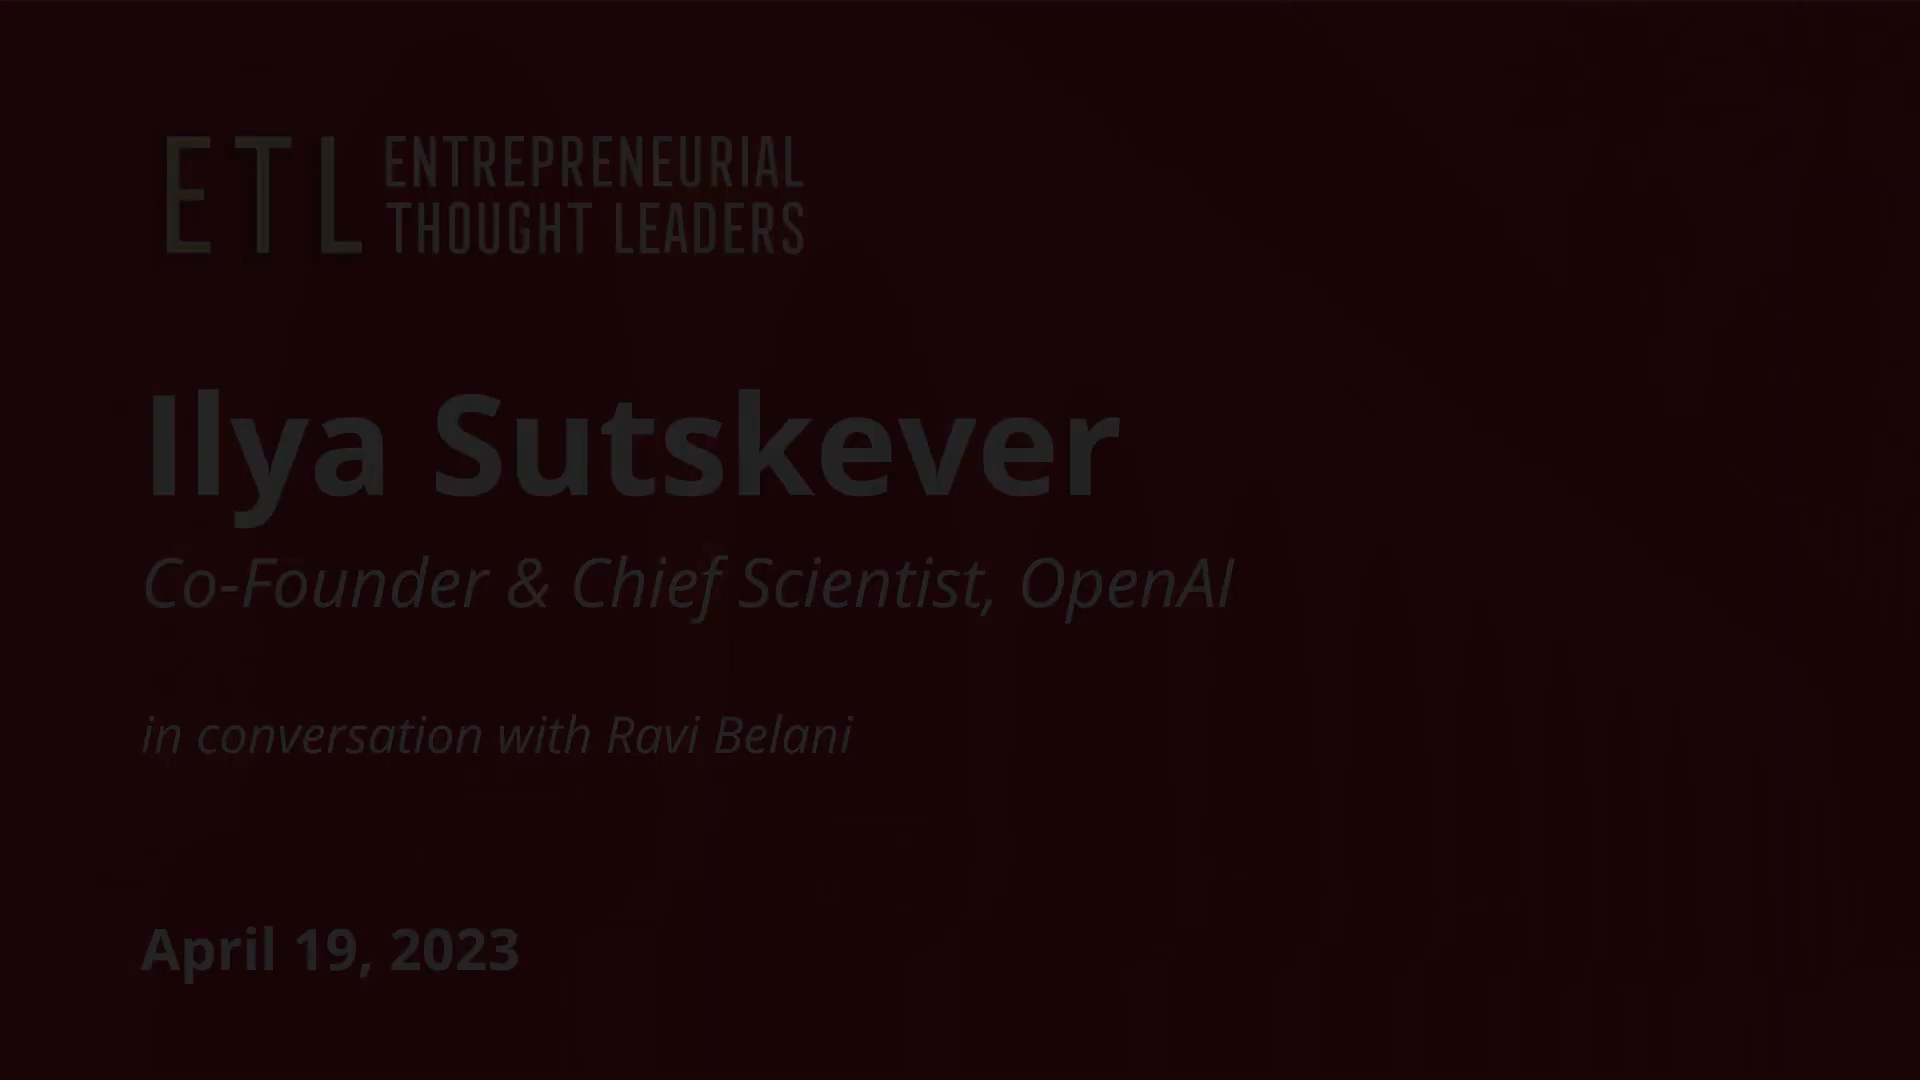 ETL ENTREPRENEURIAL
THOUGHT LEADERS
Ilya Sutskever
Co-Founder & Chief Scientist, OpenAI
in conversation with Ravi Belani
April 19, 2023